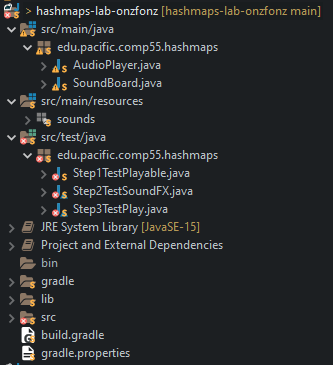 > hashmaps-lab-onzfonz [hashmaps-lab-onzfonz main]
src/main/java
edu.pacific.comp55.hashmaps
AudioPlayer.java
SoundBoard.java
src/main/resources
sounds
src/test/java
edu.pacific.comp55.hashmaps
Step1TestPlayable.java
Step2TestSoundFX.java
Step3TestPlay.java
JRE System Library [JavaSE-15]
Project and External Dependencies
bin
gradle
lib
src
build.gradle
gradle.properties